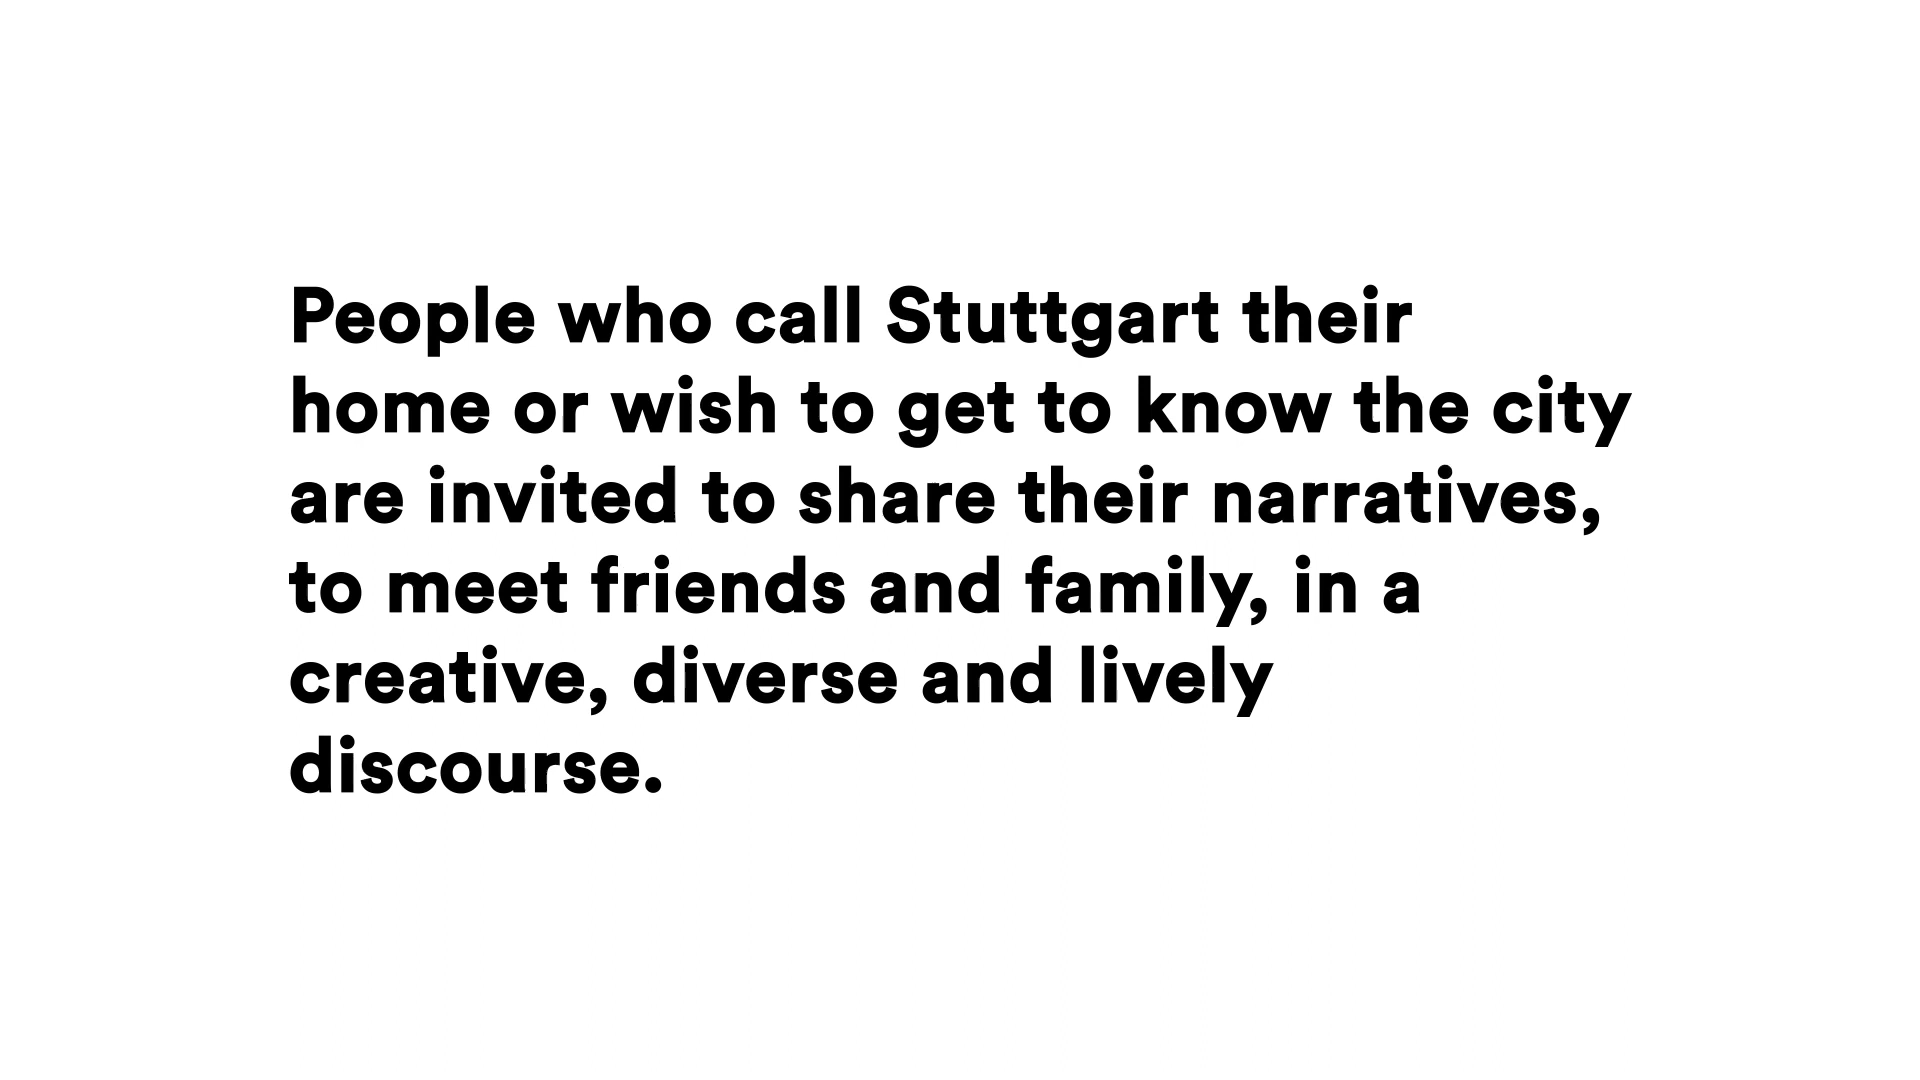 People who call Stuttgart their
home or wish to get to know the city
are invited to share their narratives,
to meet friends and family, in a
creative, diverse and lively
discourse.